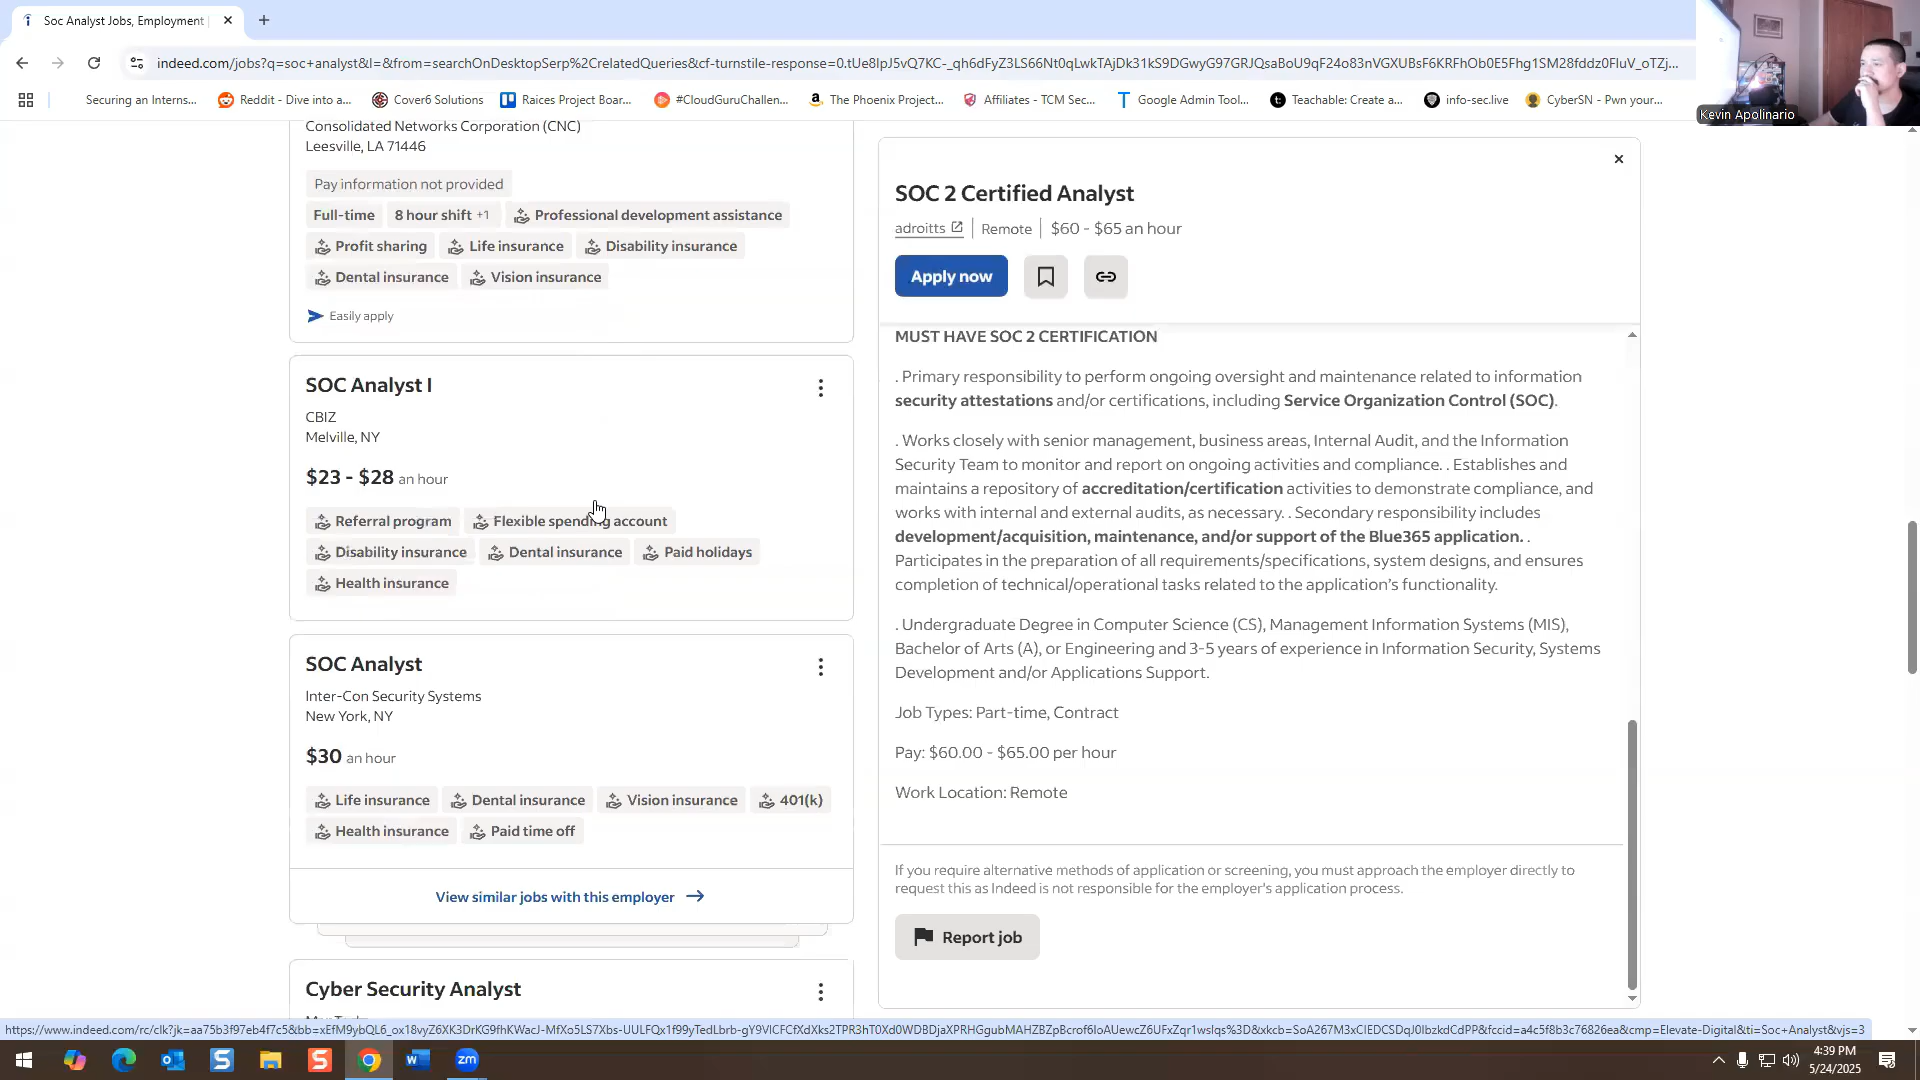 Soc Analyst Jobs, Employment
indeed.com/jobs?q=soc+analyst&l=&from=searchOnDesktopSerp%2CrelatedQueries&cf-turnstile-response=
Securing an Interns...
Reddit - Dive into a...
Cover6 Solutions
Raices Project Boar...
#CloudGuruChallen...
The Phoenix Project...
Affiliates - TCM Sec...
Google Admin Tool...
Teachable: Create a...
info-sec.live
CyberSN - Pwn your...
Kevin Apolinario
Consolidated Networks Corporation (CNC)
Leesville, LA 71446
Pay information not provided
Full-time
8 hour shift +1
Professional development assistance
Profit sharing
Life insurance
Disability insurance
Dental insurance
Vision insurance
Easily apply
SOC Analyst I
CBIZ
Melville, NY
$23 - $28 an hour
Referral program
Flexible spending account
Disability insurance
Dental insurance
Paid holidays
Health insurance
SOC Analyst
Inter-Con Security Systems
New York, NY
$30 an hour
Life insurance
Dental insurance
Vision insurance
401(k)
Health insurance
Paid time off
View similar jobs with this employer
Cyber Security Analyst
SOC 2 Certified Analyst
adroitts
Remote
$60 - $65 an hour
Apply now
MUST HAVE SOC 2 CERTIFICATION
. Primary responsibility to perform ongoing oversight and maintenance related to information
security attestations and/or certifications, including Service Organization Control (SOC).
. Works closely with senior management, business areas, Internal Audit, and the Information
Security Team to monitor and report on ongoing activities and compliance. . Establishes and
maintains a repository of accreditation/certification activities to demonstrate compliance, and
works with internal and external audits, as necessary. . Secondary responsibility includes
development/acquisition, maintenance, and/or support of the Blue365 application. .
Participates in the preparation of all requirements/specifications, system designs, and ensures
completion of technical/operational tasks related to the application's functionality.
. Undergraduate Degree in Computer Science (CS), Management Information Systems (MIS),
Bachelor of Arts (A), or Engineering and 3-5 years of experience in Information Security, Systems
Development and/or Applications Support.
Job Types: Part-time, Contract
Pay: $60.00 - $65.00 per hour
Work Location: Remote
If you require alternative methods of application or screening, you must approach the employer directly to
request this as Indeed is not responsible for the employer's application process.
Report job
4:39 PM
5/24/2025